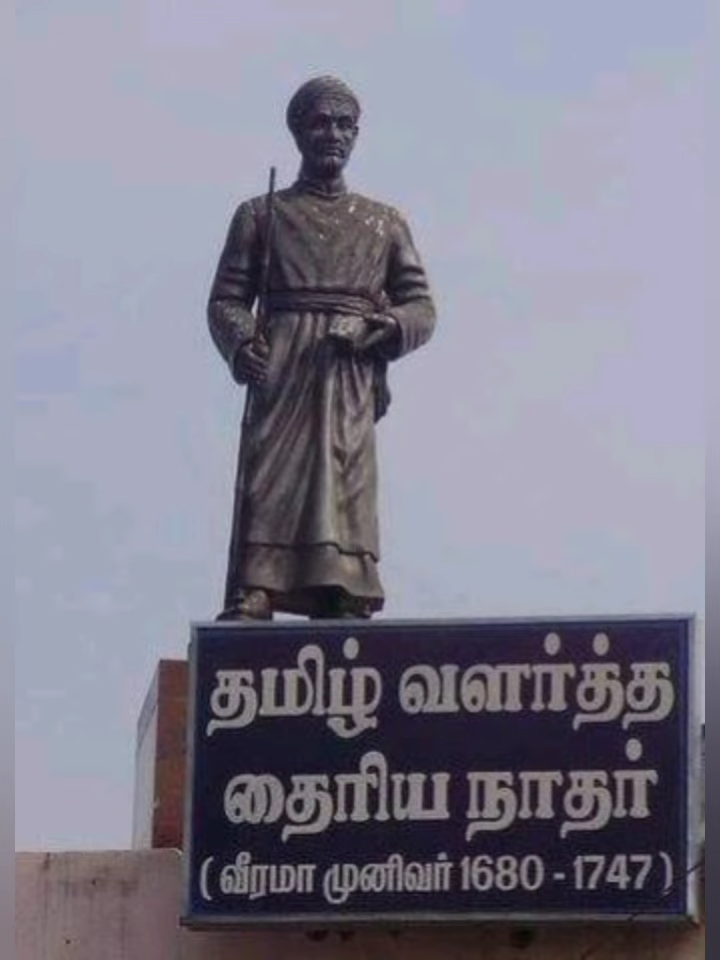 தமிழ் வளர்த்த
தைரிய நாதர்
( வீரமா முனிவர் 1680 - 1747 )